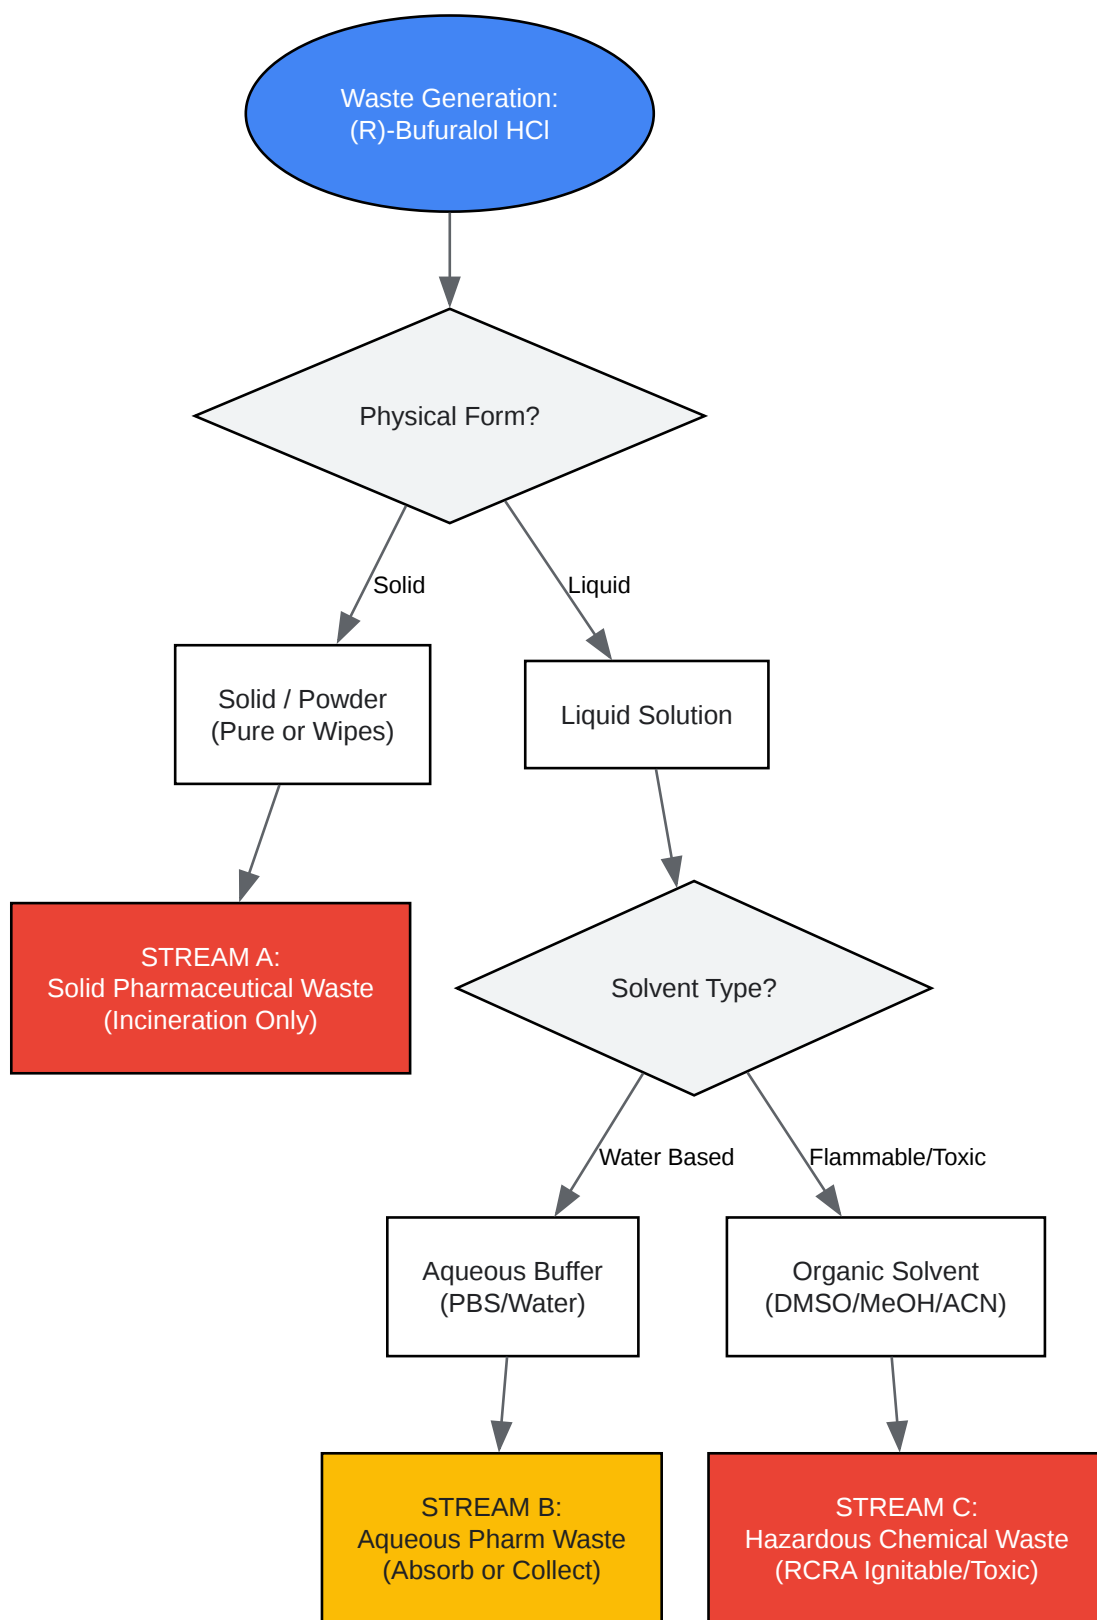 Waste Generation:
(R)-Bufuralol HCl
Physical Form?
Solid
Liquid
Solid / Powder
(Pure or Wipes)
Liquid Solution
STREAM A:
Solid Pharmaceutical Waste
(Incineration Only)
Solvent Type?
Water Based
Flammable/Toxic
Aqueous Buffer
(PBS/Water)
Organic Solvent
(DMSO/MeOH/ACN)
STREAM B:
Aqueous Pharm Waste
(Absorb or Collect)
STREAM C:
Hazardous Chemical Waste
(RCRA Ignitable/Toxic)